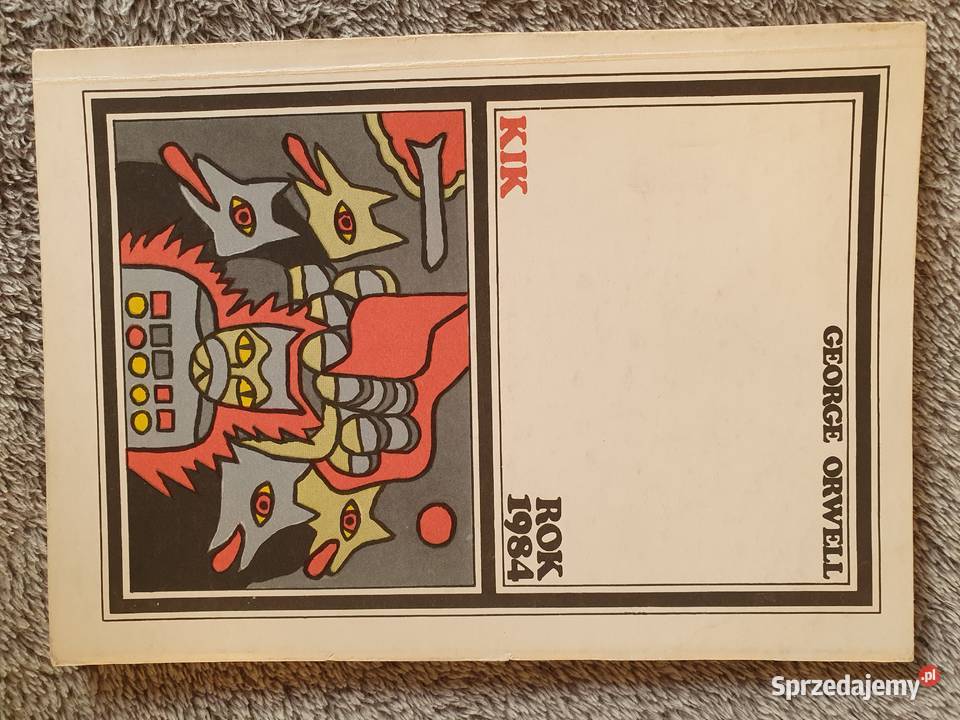 GEORGE ORWELL
ROK
1984
KIK
Sprzedajemy.pl